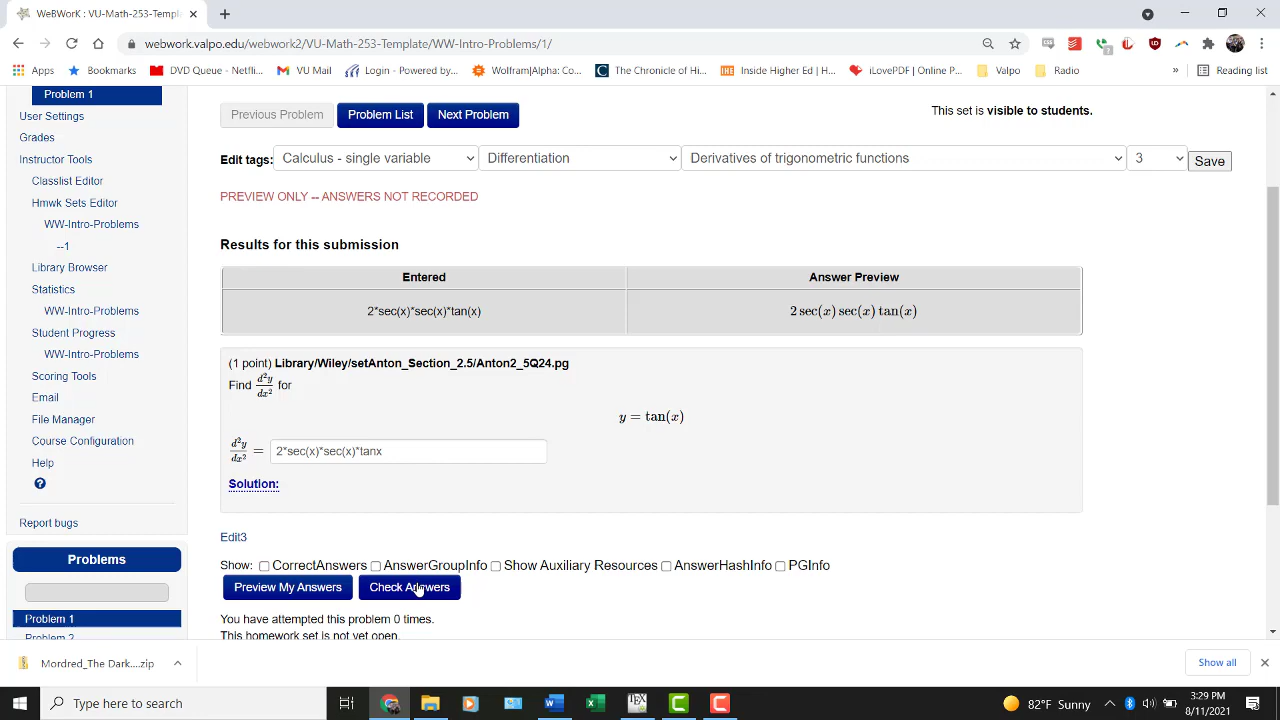 WeBWorK : VU-Math-253-Template/
webwork.valpo.edu/webwork2/VU-Math-253-Template/WW-Intro-Problems/1/
Apps Bookmarks DVD Queue - Netfli... VU Mail Login - Powered by... Wolfram|Alpha: Co... The Chronicle of Hi... Inside Higher Ed | H... iLovePDF | Online P... Valpo Radio » Reading list
Problem 1
User Settings
Grades
Instructor Tools
Classlist Editor
Hmwk Sets Editor
WW-Intro-Problems
--1
Library Browser
Statistics
WW-Intro-Problems
Student Progress
WW-Intro-Problems
Scoring Tools
Email
File Manager
Course Configuration
Help
Report bugs
Problems
Problem 1
Problem 2
Previous Problem Problem List Next Problem
This set is visible to students.
Edit tags: Calculus - single variable Differentiation Derivatives of trigonometric functions 3 Save
PREVIEW ONLY -- ANSWERS NOT RECORDED
Results for this submission
Entered Answer Preview
2*sec(x)*sec(x)*tan(x) 2 sec(x) sec(x) tan(x)
(1 point) Library/Wiley/setAnton_Section_2.5/Anton2_5Q24.pg
Find d²y/dx² for
y = tan(x)
d²y/dx² = 2*sec(x)*sec(x)*tanx
Solution:
Edit3
Show: CorrectAnswers AnswerGroupInfo Show Auxiliary Resources AnswerHashInfo PGInfo
Preview My Answers Check Answers
You have attempted this problem 0 times.
This homework set is not yet open.
Mordred_The Dark....zip
Show all
Type here to search
82°F Sunny
3:29 PM
8/11/2021